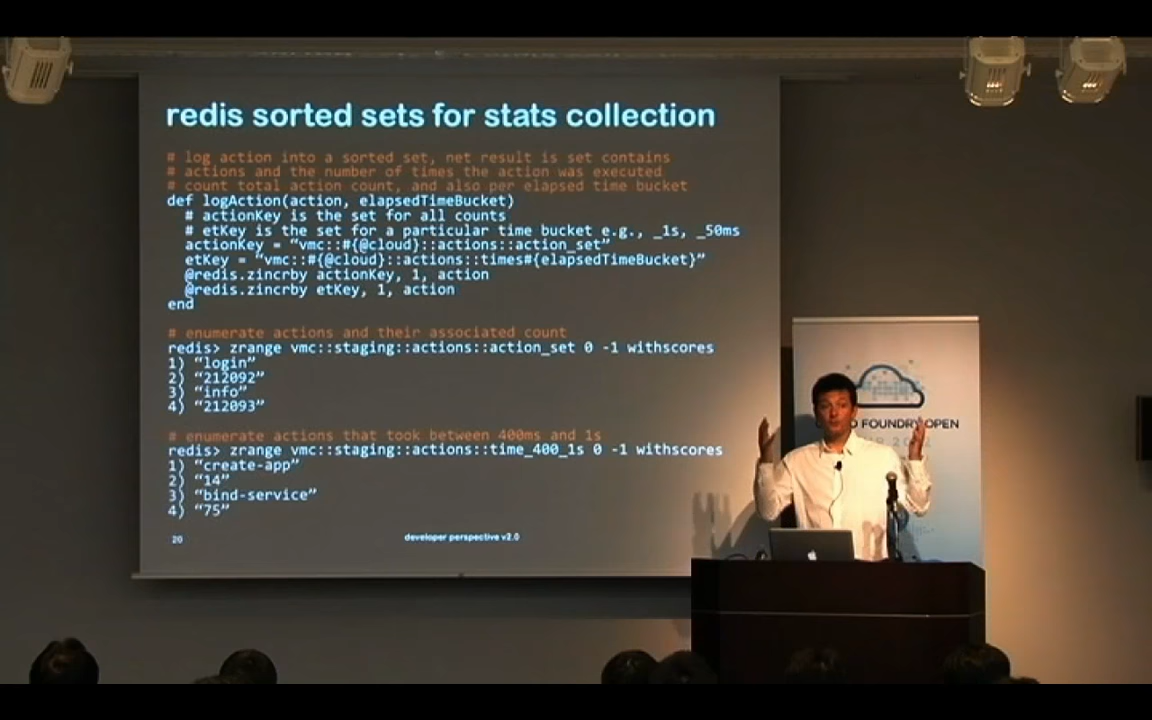 redis sorted sets for stats collection
# log action into a sorted set, net result is set contains
# actions and the number of times the action was executed
# count total action count, and also per elapsed time bucket
def logAction(action, elapsedTimeBucket)
# actionKey is the set for all counts
# etKey is the set for a particular time bucket e.g., _1s, _50ms
actionKey = “vmc::#{@cloud}::actions::action_set”
etKey = “vmc::#{@cloud}::actions::times#{elapsedTimeBucket}”
@redis.zincrby actionKey, 1, action
@redis.zincrby etKey, 1, action
end
# enumerate actions and their associated count
redis> zrange vmc::staging::actions::action_set 0 -1 withscores
1) “login”
2) “212092”
3) “info”
4) “212093”
# enumerate actions that took between 400ms and 1s
redis> zrange vmc::staging::actions::time_400_1s 0 -1 withscores
1) “create-app”
2) “14”
3) “bind-service”
4) “75”
20
developer perspective v2.0
FOUNDRY OPEN